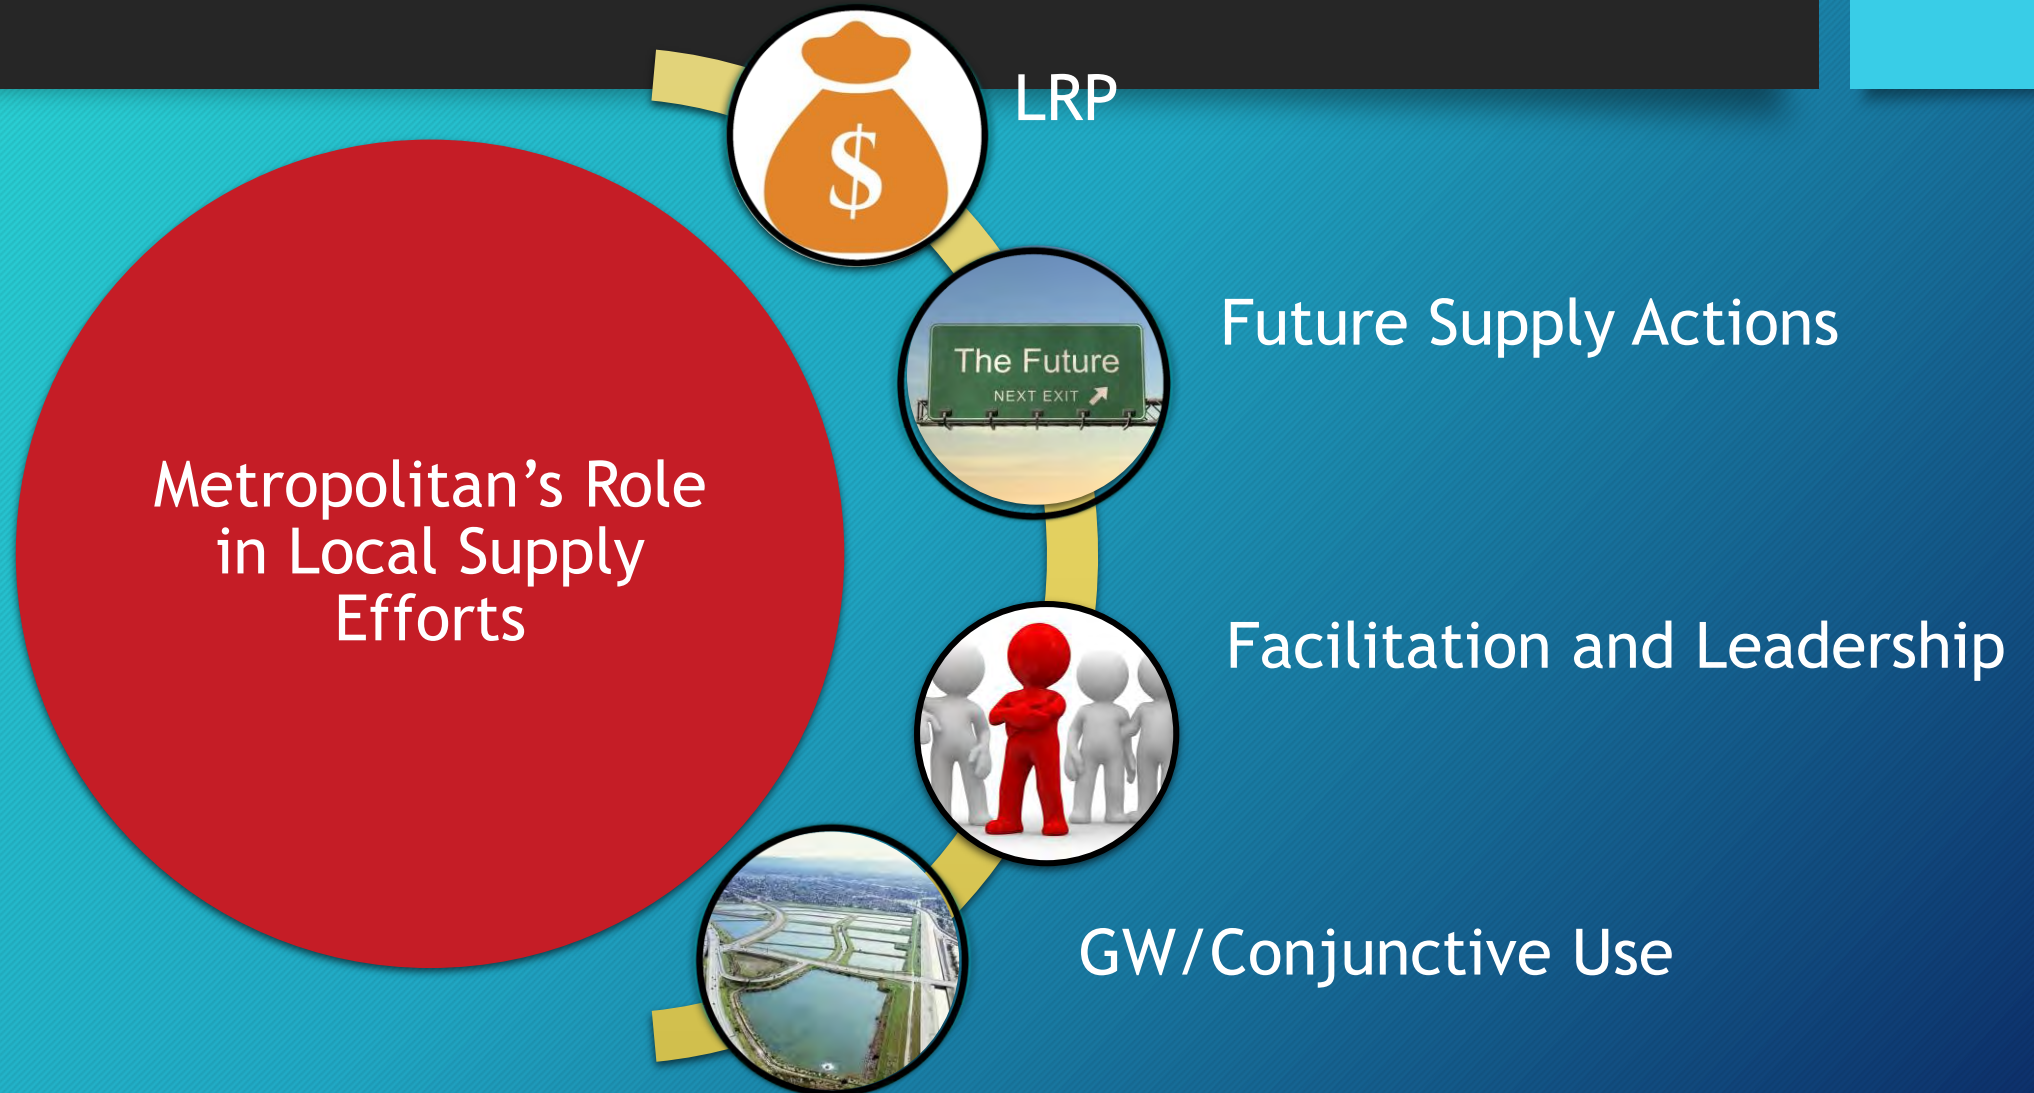 LRP
$
Future Supply Actions
The Future
NEXT EXIT
Metropolitan’s Role
in Local Supply
Efforts
Facilitation and Leadership
GW/Conjunctive Use